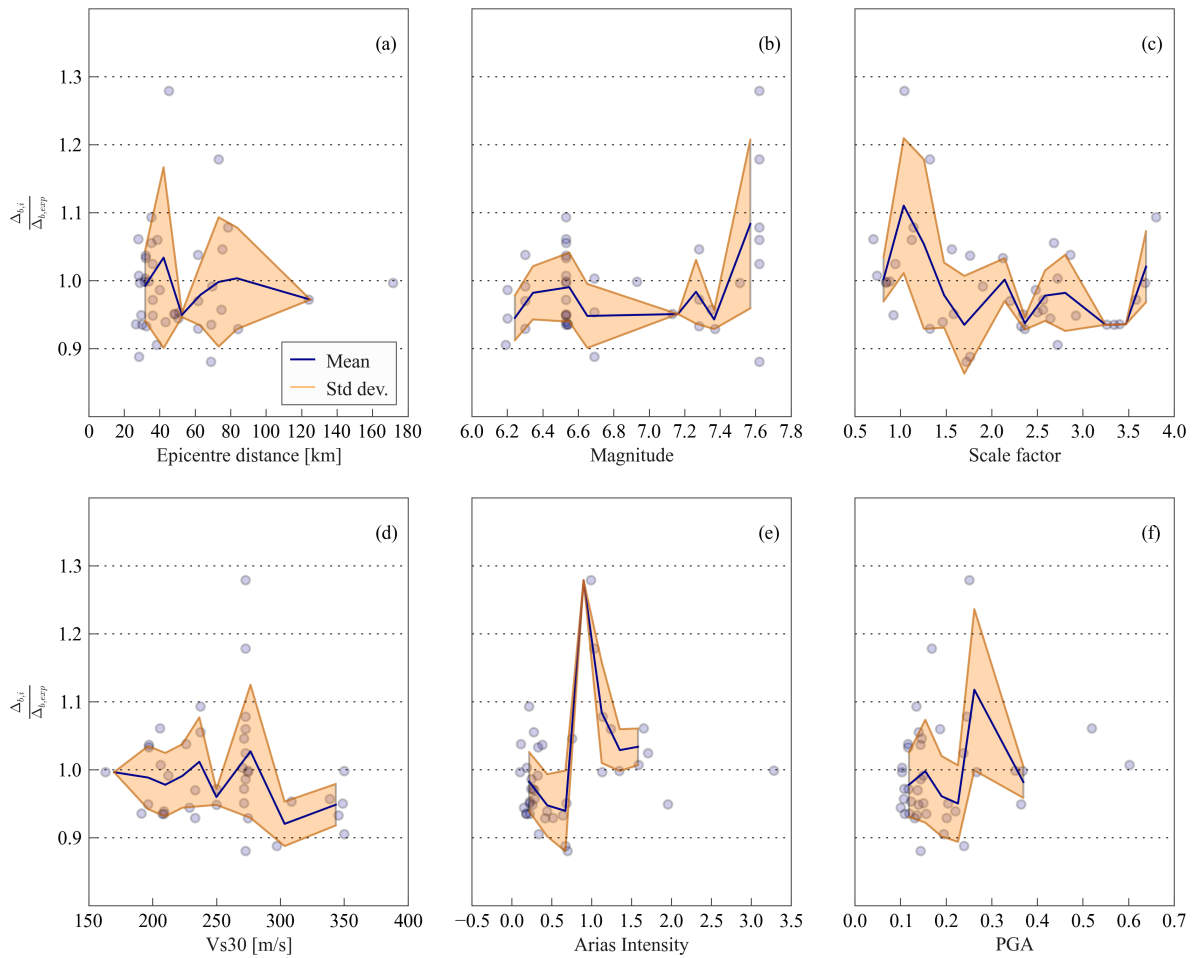 (a)
(b)
(c)
1.3
1.2
1.1
1.0
0.9
Δb,i
Δb,exp
Mean
Std dev.
0 20 40 60 80 100 120 140 160 180
6.0 6.2 6.4 6.6 6.8 7.0 7.2 7.4 7.6 7.8
0.5 1.0 1.5 2.0 2.5 3.0 3.5 4.0
Epicentre distance [km]
Magnitude
Scale factor
(d)
(e)
(f)
1.3
1.2
1.1
1.0
0.9
Δb,i
Δb,exp
150 200 250 300 350 400
−0.5 0.0 0.5 1.0 1.5 2.0 2.5 3.0 3.5
0.0 0.1 0.2 0.3 0.4 0.5 0.6 0.7
Vs30 [m/s]
Arias Intensity
PGA